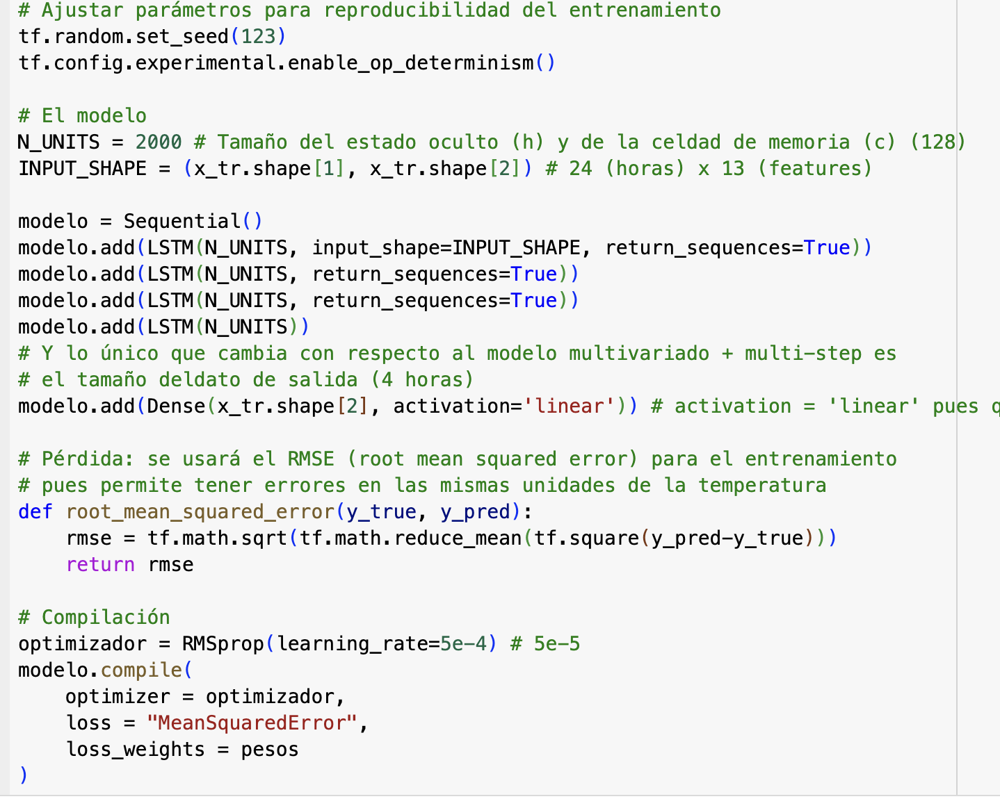 # Ajustar parámetros para reproducibilidad del entrenamiento
tf.random.set_seed(123)
tf.config.experimental.enable_op_determinism()
# El modelo
N_UNITS = 2000 # Tamaño del estado oculto (h) y de la celdad de memoria (c) (128)
INPUT_SHAPE = (x_tr.shape[1], x_tr.shape[2]) # 24 (horas) x 13 (features)
modelo = Sequential()
modelo.add(LSTM(N_UNITS, input_shape=INPUT_SHAPE, return_sequences=True))
modelo.add(LSTM(N_UNITS, return_sequences=True))
modelo.add(LSTM(N_UNITS, return_sequences=True))
modelo.add(LSTM(N_UNITS))
# Y lo único que cambia con respecto al modelo multivariado + multi-step es
# el tamaño deldato de salida (4 horas)
modelo.add(Dense(x_tr.shape[2], activation='linear')) # activation = 'linear' pues
# Pérdida: se usará el RMSE (root mean squared error) para el entrenamiento
# pues permite tener errores en las mismas unidades de la temperatura
def root_mean_squared_error(y_true, y_pred):
    rmse = tf.math.sqrt(tf.math.reduce_mean(tf.square(y_pred-y_true)))
    return rmse
# Compilación
optimizador = RMSprop(learning_rate=5e-4) # 5e-5
modelo.compile(
    optimizer = optimizador,
    loss = "MeanSquaredError",
    loss_weights = pesos
)